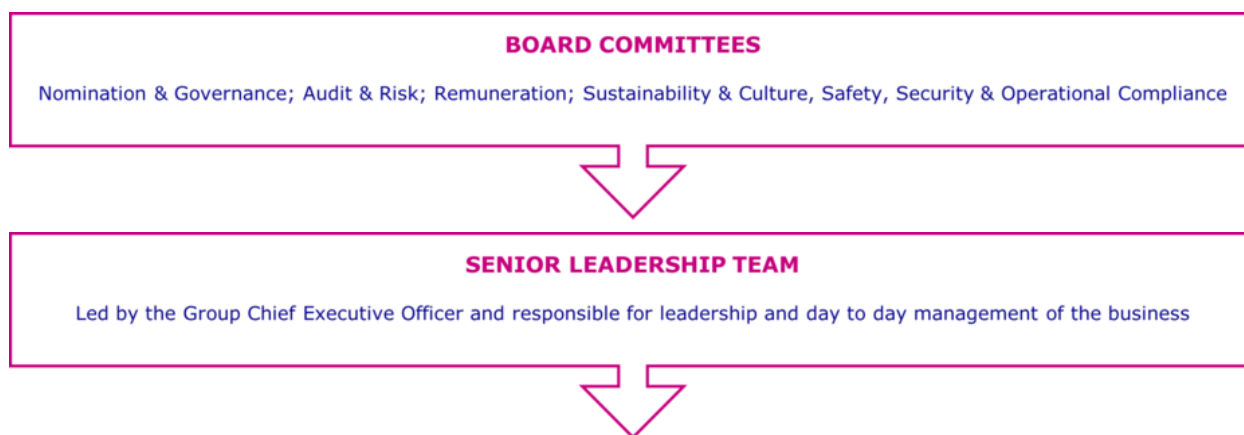 BOARD COMMITTEES
Nomination & Governance; Audit & Risk; Remuneration; Sustainability & Culture, Safety, Security & Operational Compliance
SENIOR LEADERSHIP TEAM
Led by the Group Chief Executive Officer and responsible for leadership and day to day management of the business